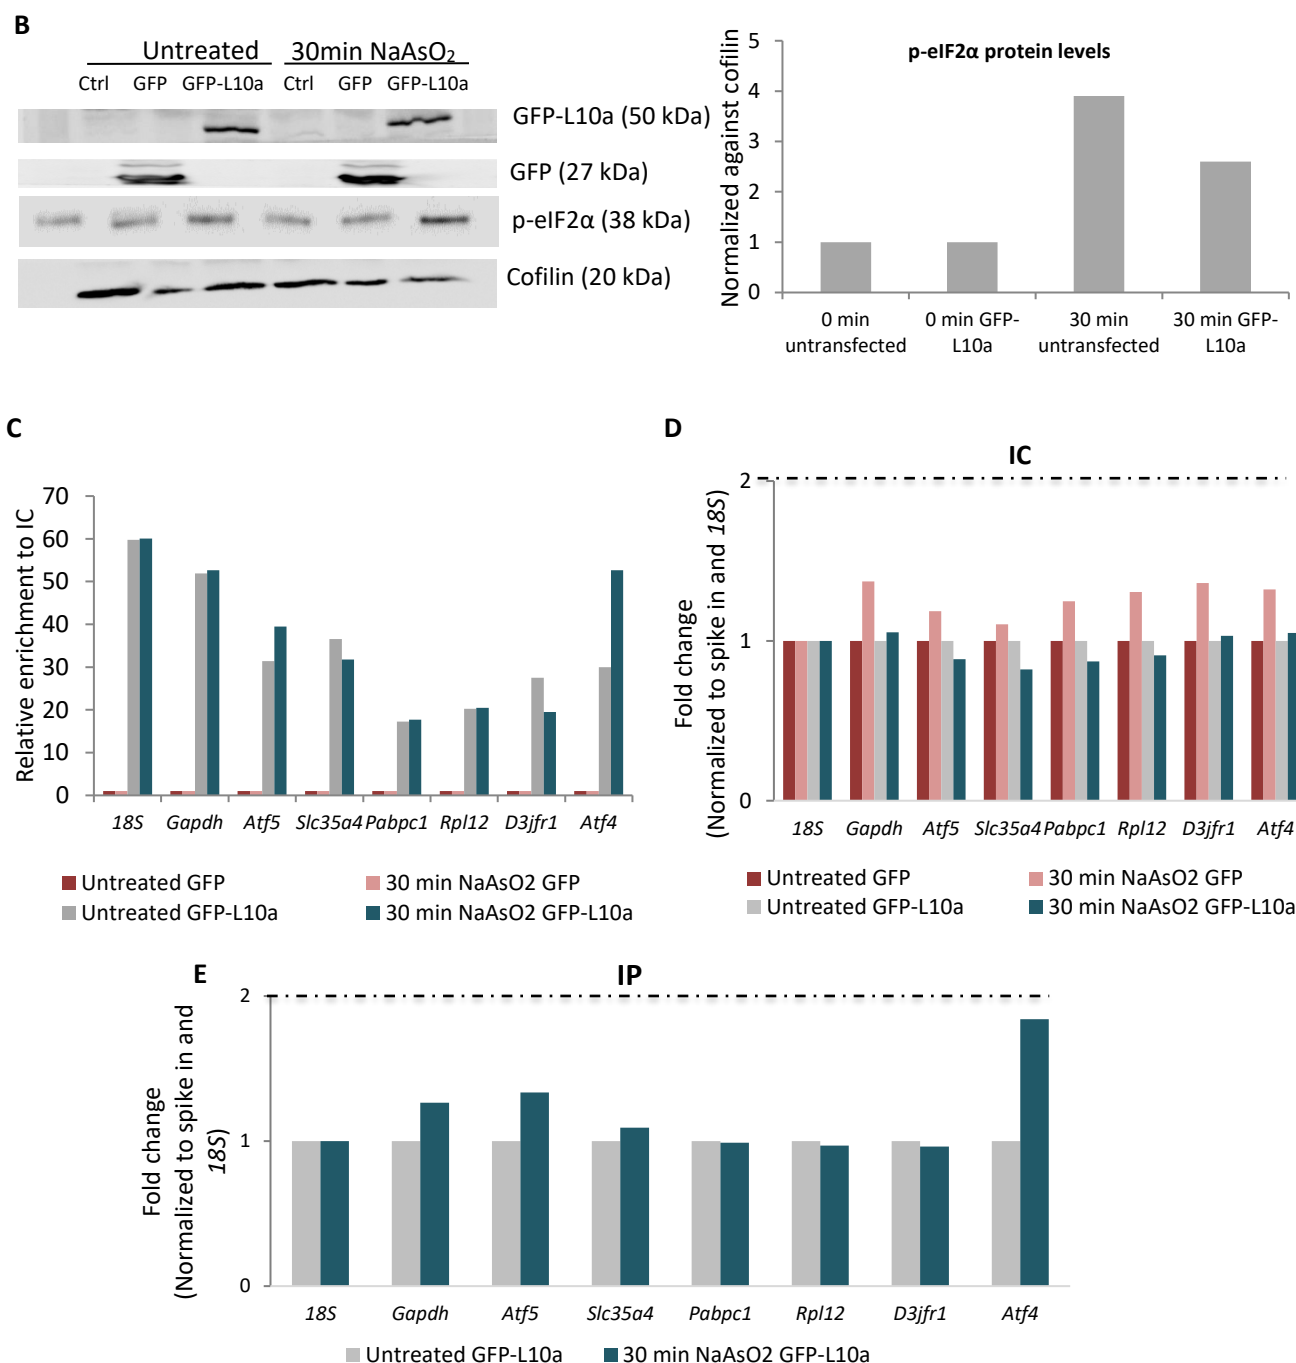 B
Untreated 30min NaAsO2
Ctrl GFP GFP-L10a Ctrl GFP GFP-L10a
GFP-L10a (50 kDa)
GFP (27 kDa)
p-eIF2α (38 kDa)
Cofilin (20 kDa)
p-eIF2α protein levels
Normalized against cofilin
5
4
3
2
1
0
0 min untransfected
0 min GFP-L10a
30 min untransfected
30 min GFP-L10a
C
Relative enrichment to IC
70
60
50
40
30
20
10
0
18S Gapdh Atf5 Slc35a4 Pabpc1 Rpl12 D3jfr1 Atf4
Untreated GFP 30 min NaAsO2 GFP
Untreated GFP-L10a 30 min NaAsO2 GFP-L10a
D
IC
Fold change
(Normalized to spike in and 18S)
2
1
0
18S Gapdh Atf5 Slc35a4 Pabpc1 Rpl12 D3jfr1 Atf4
Untreated GFP 30 min NaAsO2 GFP
Untreated GFP-L10a 30 min NaAsO2 GFP-L10a
E
IP
Fold change
(Normalized to spike in and
18S)
2
1
0
18S Gapdh Atf5 Slc35a4 Pabpc1 Rpl12 D3jfr1 Atf4
Untreated GFP-L10a 30 min NaAsO2 GFP-L10a